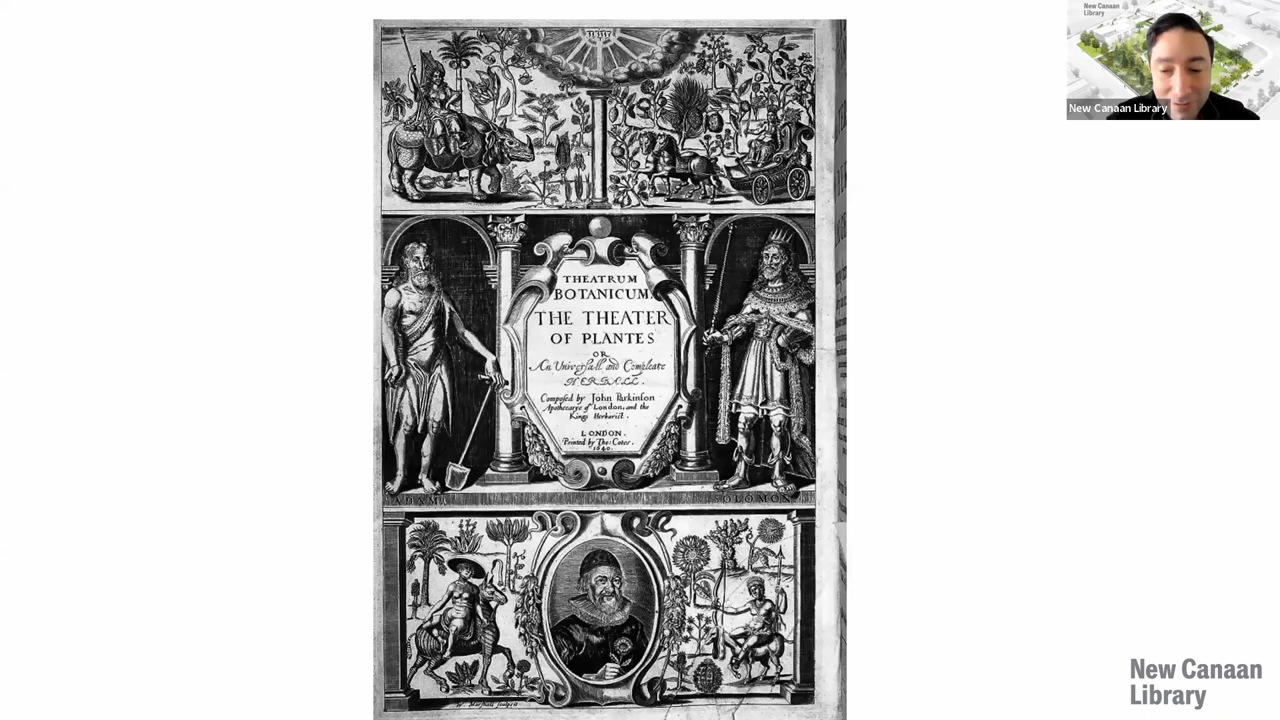 THEATRUM
BOTANICUM.
THE THEATER
OF PLANTES
OR
An Universall and Compleate
HERBALL.
Composed by John Parkinson
Apothecarye of London, and the
Kings Herbarist.
LONDON.
Printed by Tho: Cotes.
1640.
ADAM
SOLOMON
W. Marshall sculpsit
New Canaan
Library
New Canaan Library
New Canaan
Library